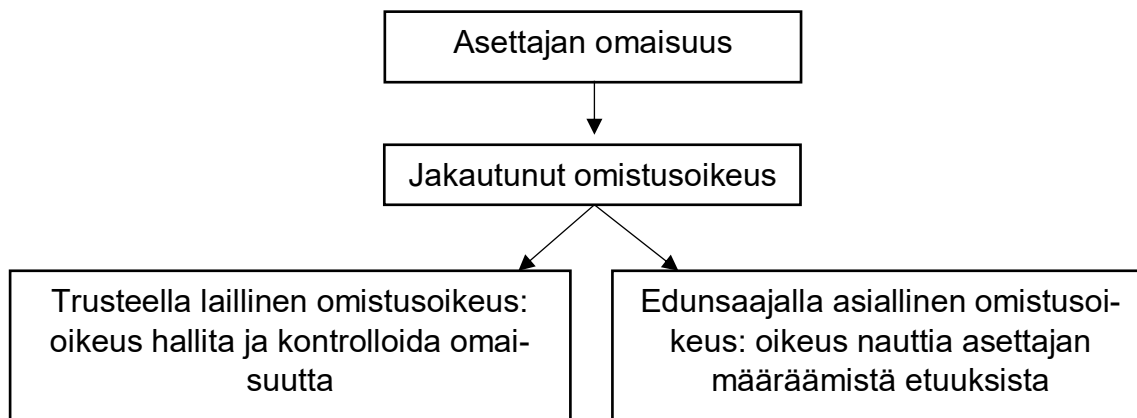 Asettajan omaisuus
Jakautunut omistusoikeus
Trusteella laillinen omistusoikeus:
oikeus hallita ja kontrolloida omai-
suutta
Edunsaajalla asiallinen omistusoi-
keus: oikeus nauttia asettajan
määräämistä etuuksista